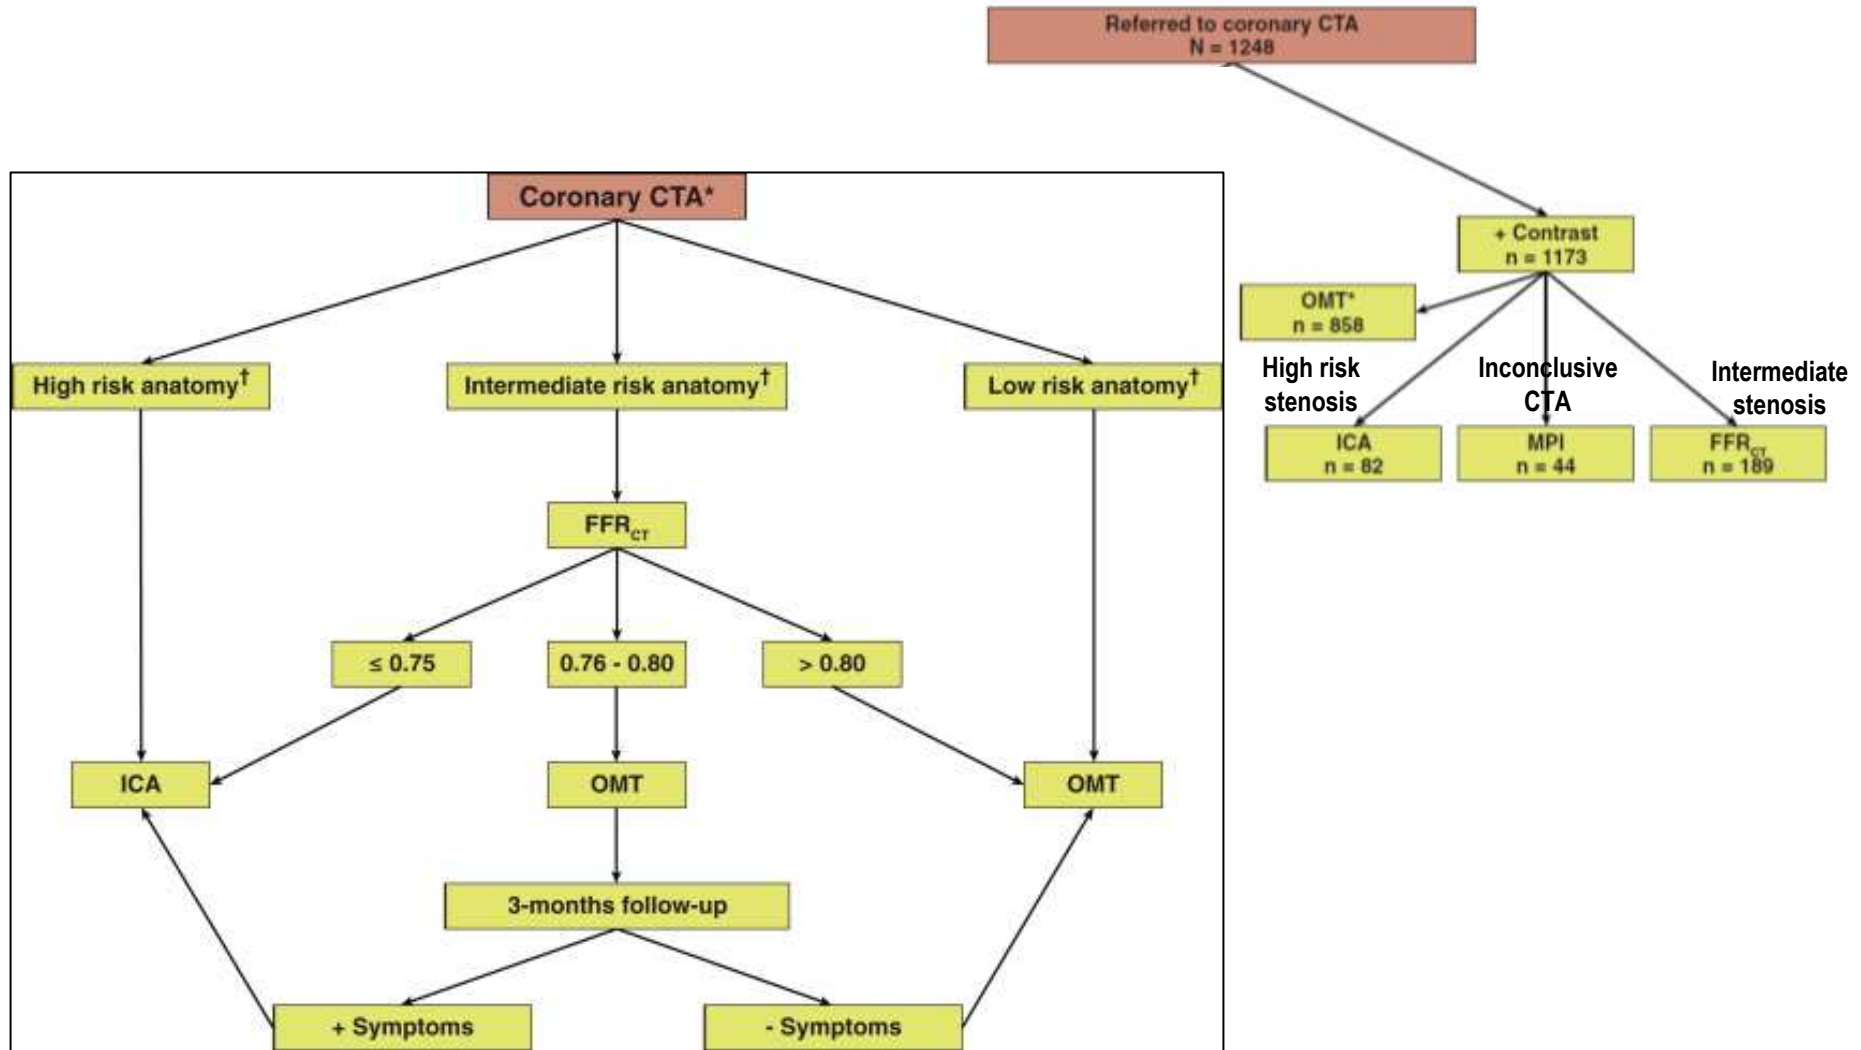 Referred to coronary CTA
N = 1248
+ Contrast
n = 1173
OMT*
n = 858
High risk
stenosis
Inconclusive
CTA
Intermediate
stenosis
ICA
n = 82
MPI
n = 44
FFRCT
n = 189
Coronary CTA*
High risk anatomy†
Intermediate risk anatomy†
Low risk anatomy†
FFRCT
≤ 0.75
0.76 - 0.80
> 0.80
ICA
OMT
OMT
3-months follow-up
+ Symptoms
- Symptoms